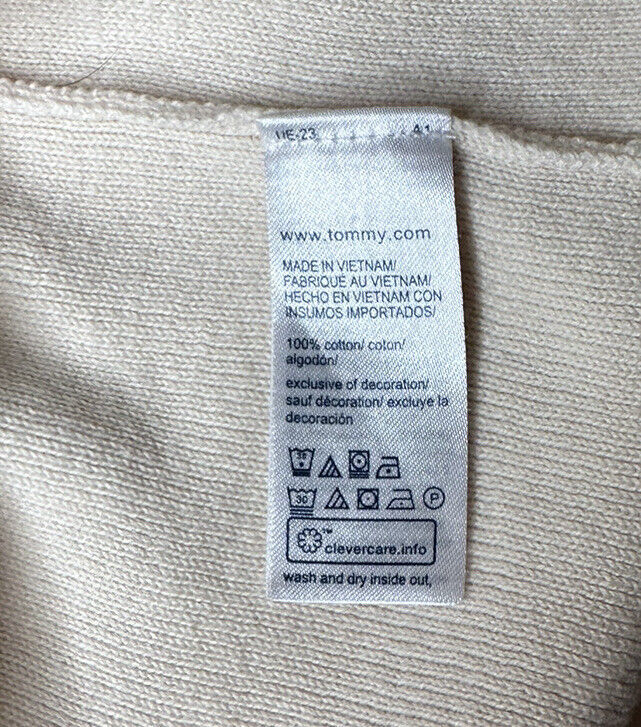 UE-23 41
www.tommy.com
MADE IN VIETNAM/
FABRIQUÉ AU VIETNAM/
HECHO EN VIETNAM CON
INSUMOS IMPORTADOS/
100% cotton/ coton/
algodón/
exclusive of decoration/
sauf décoration/ excluye la
decoración
30
30 P
™
clevercare.info
wash and dry inside out,